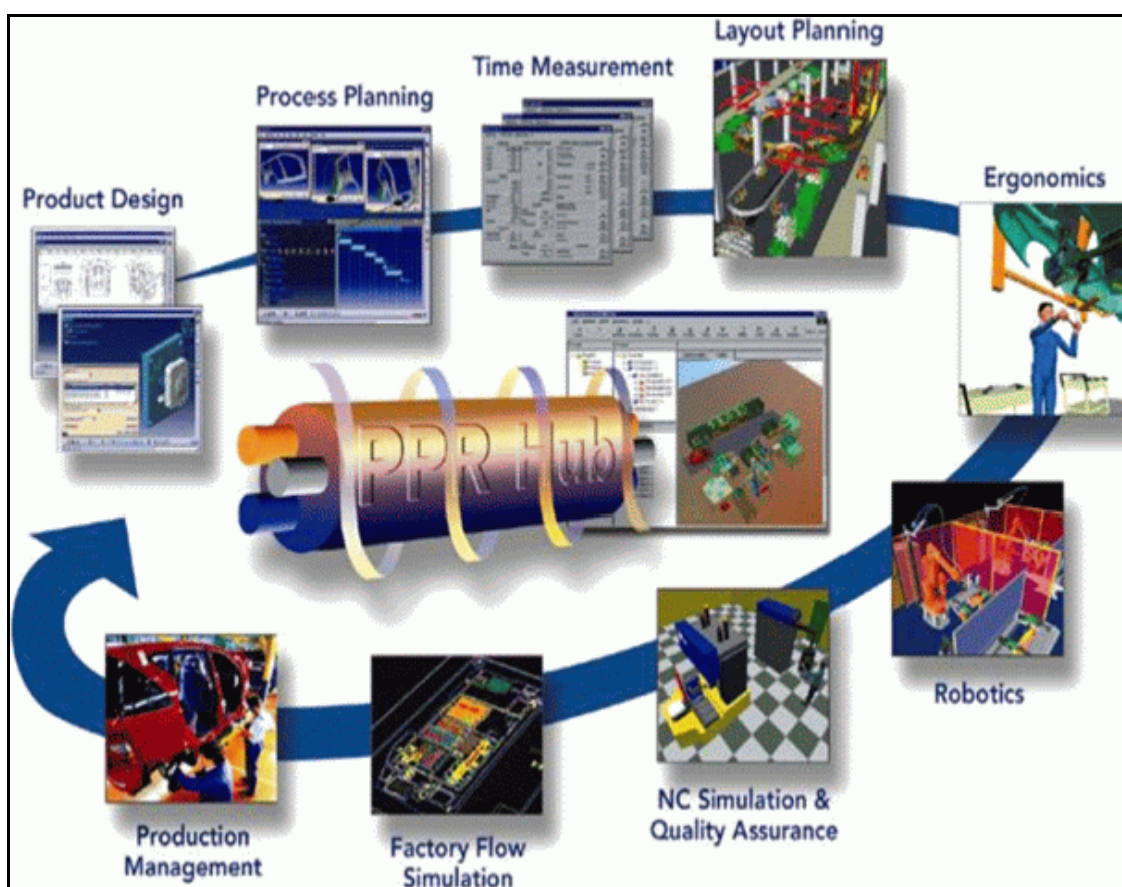 Product Design
Process Planning
Time Measurement
Layout Planning
Ergonomics
PPR Hub
Robotics
NC Simulation &
Quality Assurance
Factory Flow
Simulation
Production
Management